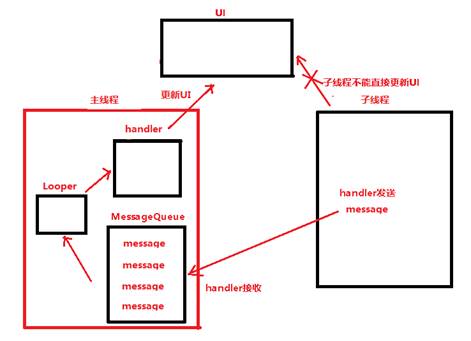 UI
子线程不能直接更新UI
主线程
更新UI
子线程
handler
Looper
handler发送
message
MessageQueue
message
message
message
message
handler接收